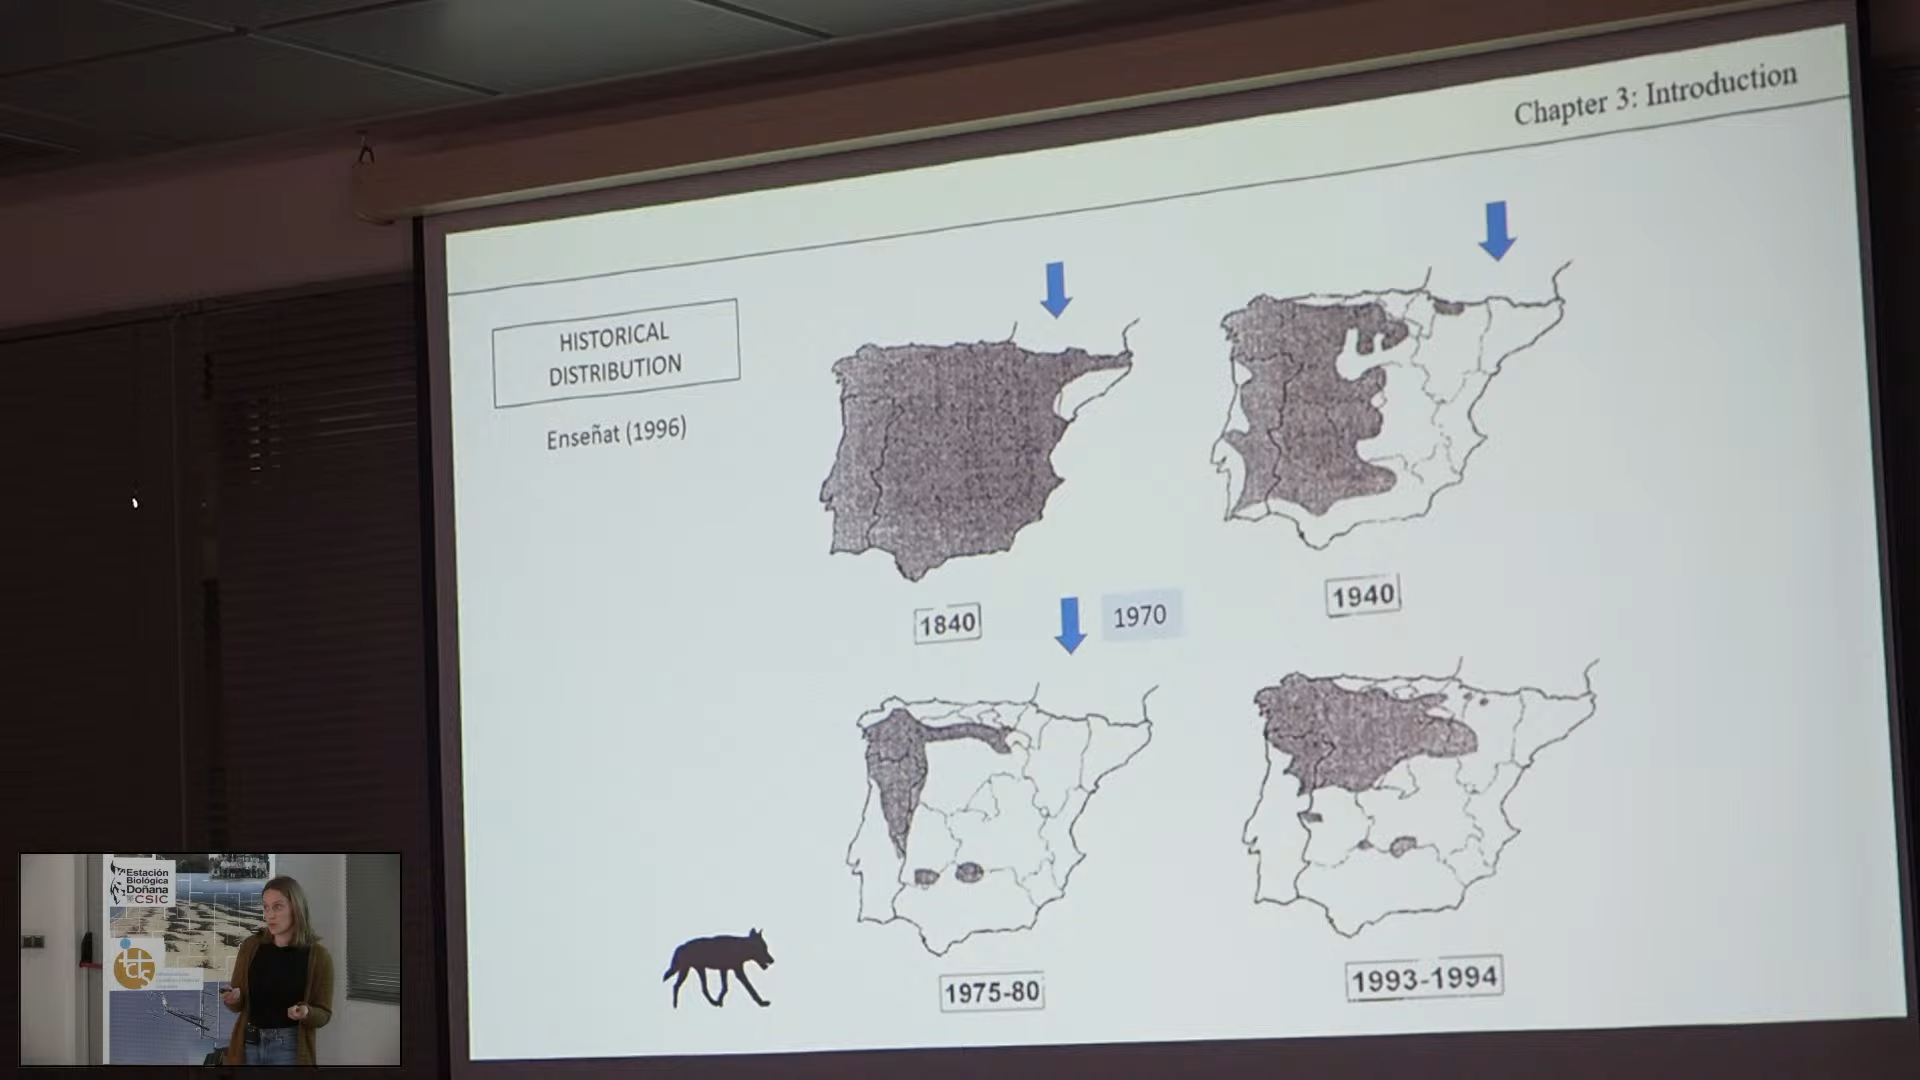 Chapter 3: Introduction
HISTORICAL
DISTRIBUTION
Enseñat (1996)
1840
1940
1970
1975-80
1993-1994
Estación
Biológica
Doñana
CSIC